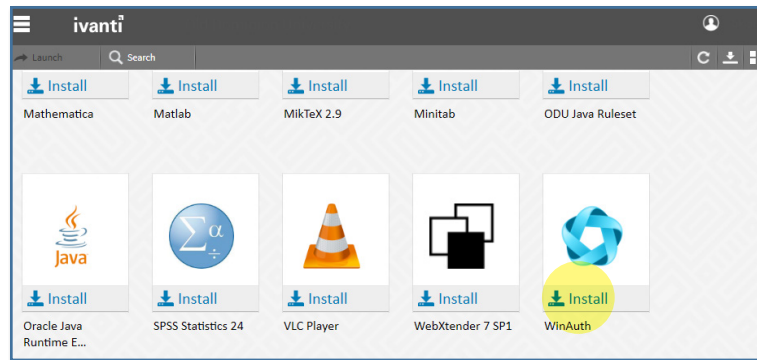 ivanti
Launch Search
Install Install Install Install Install
Mathematica Matlab MikTeX 2.9 Minitab ODU Java Ruleset
Σα÷
Java
Install Install Install Install Install
Oracle Java SPSS Statistics 24 VLC Player WebXtender 7 SP1 WinAuth
Runtime E...